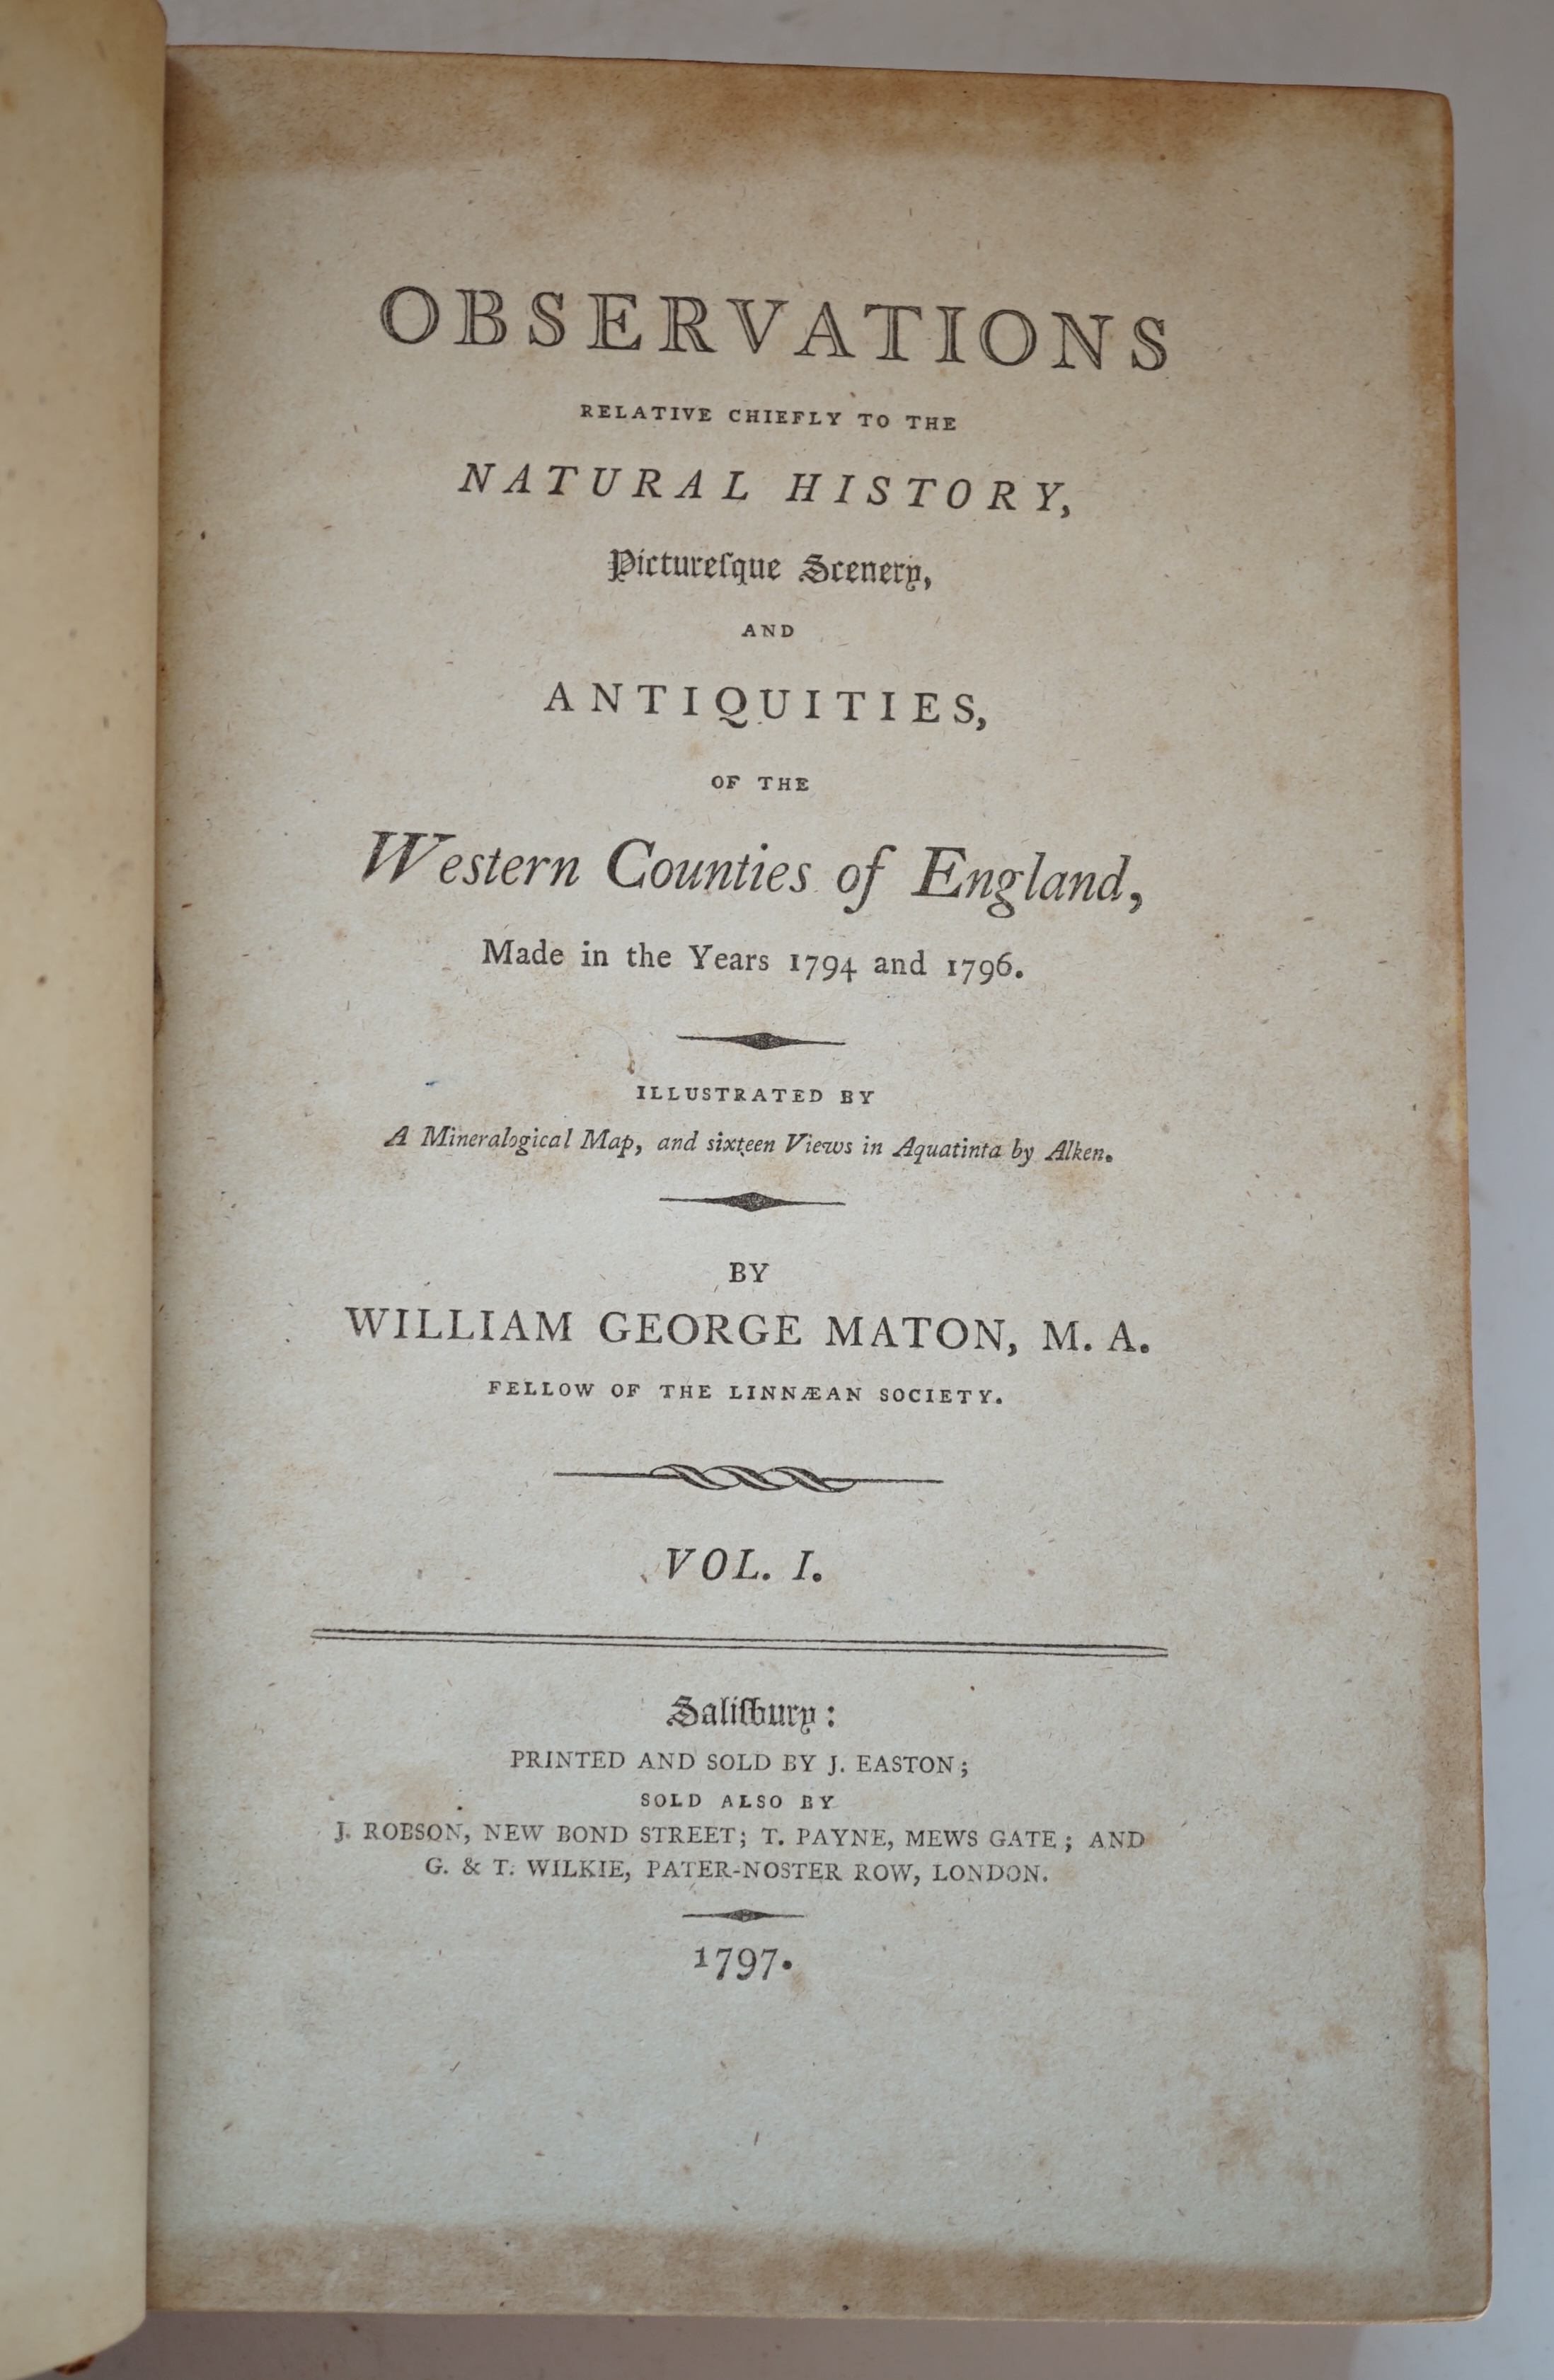 OBSERVATIONS
RELATIVE CHIEFLY TO THE
NATURAL HISTORY,
Pictureſque Scenery,
AND
ANTIQUITIES,
OF THE
Western Counties of England,
Made in the Years 1794 and 1796.
ILLUSTRATED BY
A Mineralogical Map, and sixteen Views in Aquatinta by Alken.
BY
WILLIAM GEORGE MATON, M. A.
FELLOW OF THE LINNÆAN SOCIETY.
VOL. I.
Saliſbury:
PRINTED AND SOLD BY J. EASTON;
SOLD ALSO BY
J. ROBSON, NEW BOND STREET; T. PAYNE, MEWS GATE; AND
G. & T. WILKIE, PATER-NOSTER ROW, LONDON.
1797.